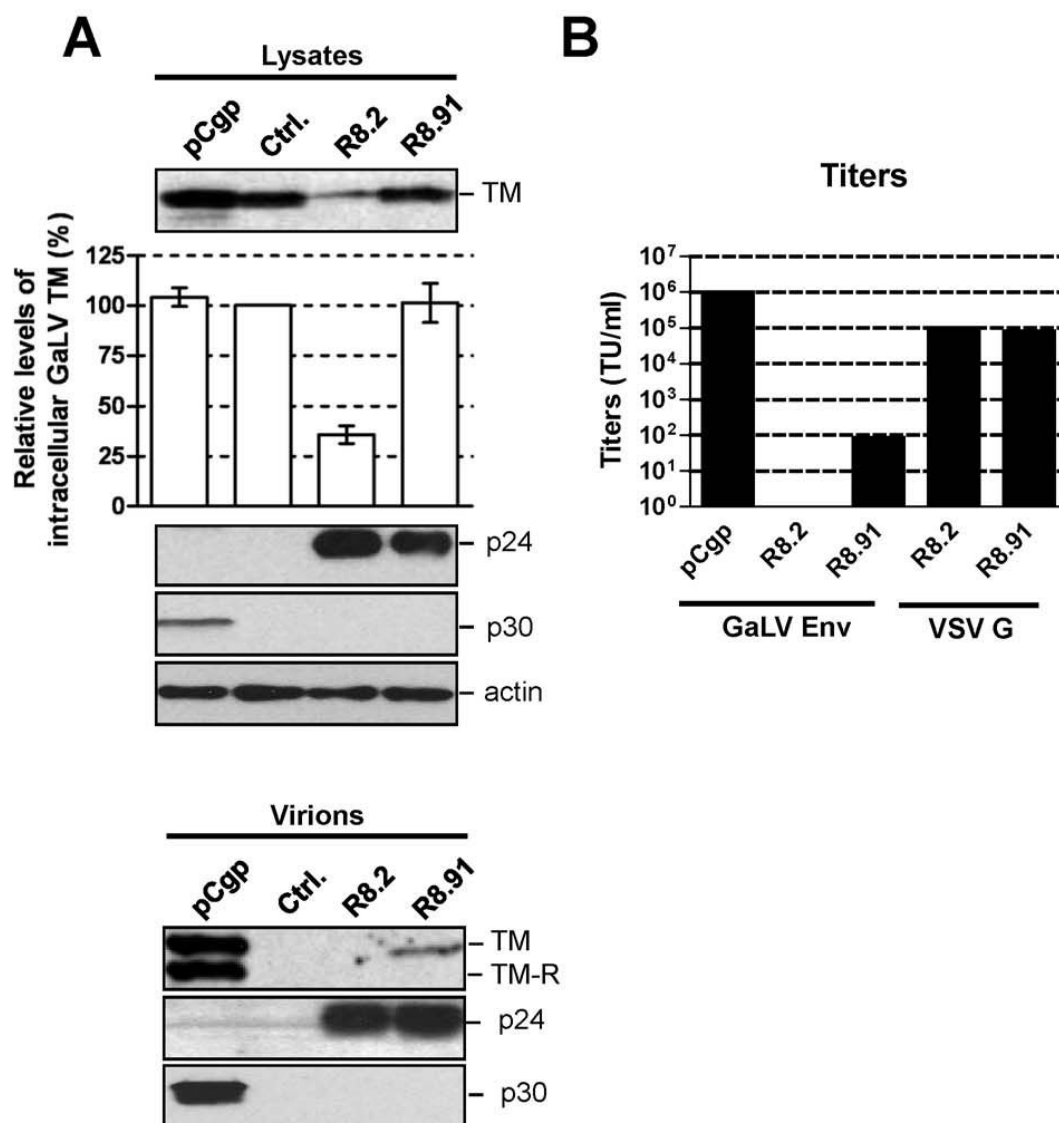 A
B
Lysates
pCgp
Ctrl.
R8.2
R8.91
TM
Relative levels of
intracellular GaLV TM (%)
125
100
75
50
25
0
p24
p30
actin
Titers
Titers (TU/ml)
10⁷
10⁶
10⁵
10⁴
10³
10²
10¹
10⁰
pCgp
R8.2
R8.91
R8.2
R8.91
GaLV Env
VSV G
Virions
pCgp
Ctrl.
R8.2
R8.91
TM
TM-R
p24
p30